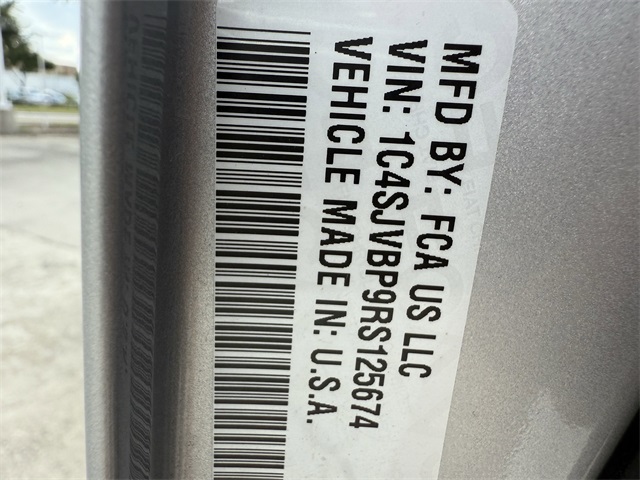 MFD BY: FCA US LLC
VIN: 1C4SJVBP9RS125674
VEHICLE MADE IN: U.S.A.